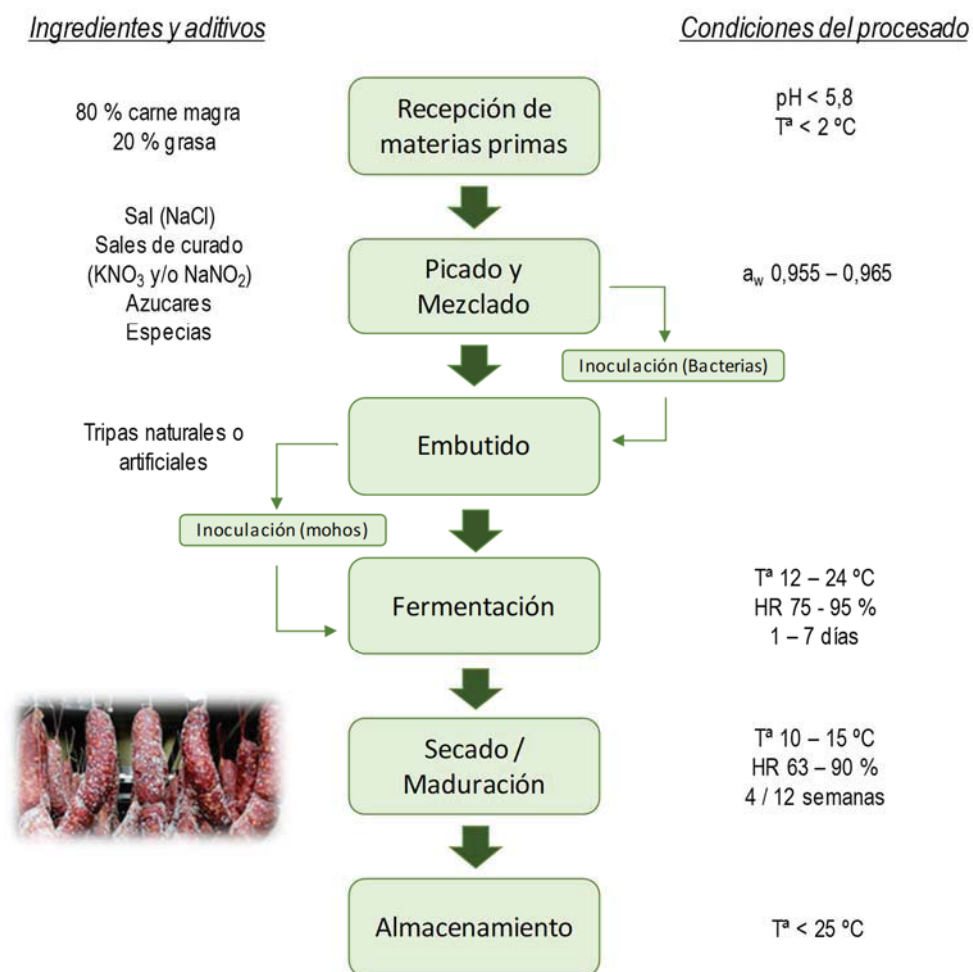 Ingredientes y aditivos
Condiciones del procesado
80 % carne magra
20 % grasa
Recepción de
materias primas
pH < 5,8
Tª < 2 ºC
Sal (NaCl)
Sales de curado
(KNO₃ y/o NaNO₂)
Azucares
Especias
Picado y
Mezclado
a_w 0,955 – 0,965
Inoculación (Bacterias)
Tripas naturales o
artificiales
Embutido
Inoculación (mohos)
Fermentación
Tª 12 – 24 ºC
HR 75 - 95 %
1 – 7 días
Secado /
Maduración
Tª 10 – 15 ºC
HR 63 – 90 %
4 / 12 semanas
Almacenamiento
Tª < 25 ºC